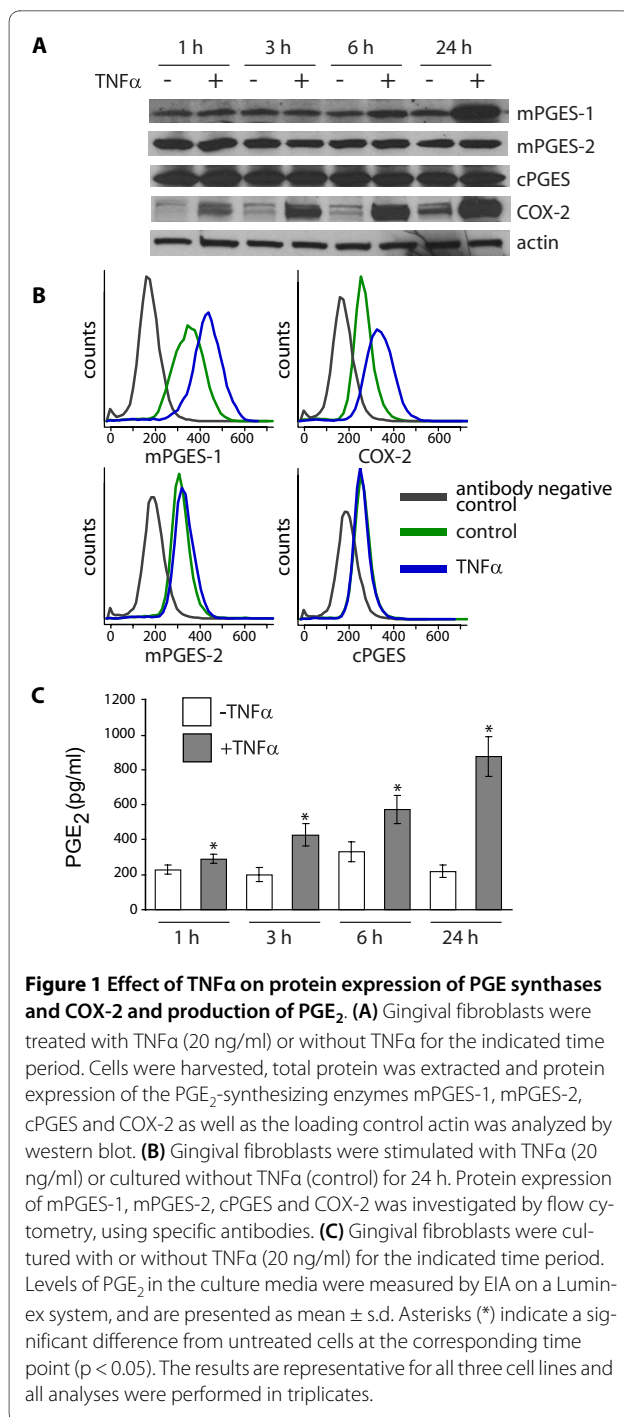 A
1 h 3 h 6 h 24 h
TNFα - + - + - + - +
mPGES-1
mPGES-2
cPGES
COX-2
actin
B
counts
0 200 400 600
mPGES-1
counts
0 200 400 600
COX-2
counts
0 200 400 600
mPGES-2
counts
0 200 400 600
cPGES
antibody negative
control
control
TNFα
C
1200
1000
800
600
400
200
0
PGE2 (pg/ml)
-TNFα
+TNFα
* * * *
1 h 3 h 6 h 24 h
Figure 1 Effect of TNFα on protein expression of PGE synthases
and COX-2 and production of PGE2. (A) Gingival fibroblasts were
treated with TNFα (20 ng/ml) or without TNFα for the indicated time
period. Cells were harvested, total protein was extracted and protein
expression of the PGE2-synthesizing enzymes mPGES-1, mPGES-2,
cPGES and COX-2 as well as the loading control actin was analyzed by
western blot. (B) Gingival fibroblasts were stimulated with TNFα (20
ng/ml) or cultured without TNFα (control) for 24 h. Protein expression
of mPGES-1, mPGES-2, cPGES and COX-2 was investigated by flow cy-
tometry, using specific antibodies. (C) Gingival fibroblasts were cul-
tured with or without TNFα (20 ng/ml) for the indicated time period.
Levels of PGE2 in the culture media were measured by EIA on a Lumin-
ex system, and are presented as mean ± s.d. Asterisks (*) indicate a sig-
nificant difference from untreated cells at the corresponding time
point (p < 0.05). The results are representative for all three cell lines and
all analyses were performed in triplicates.